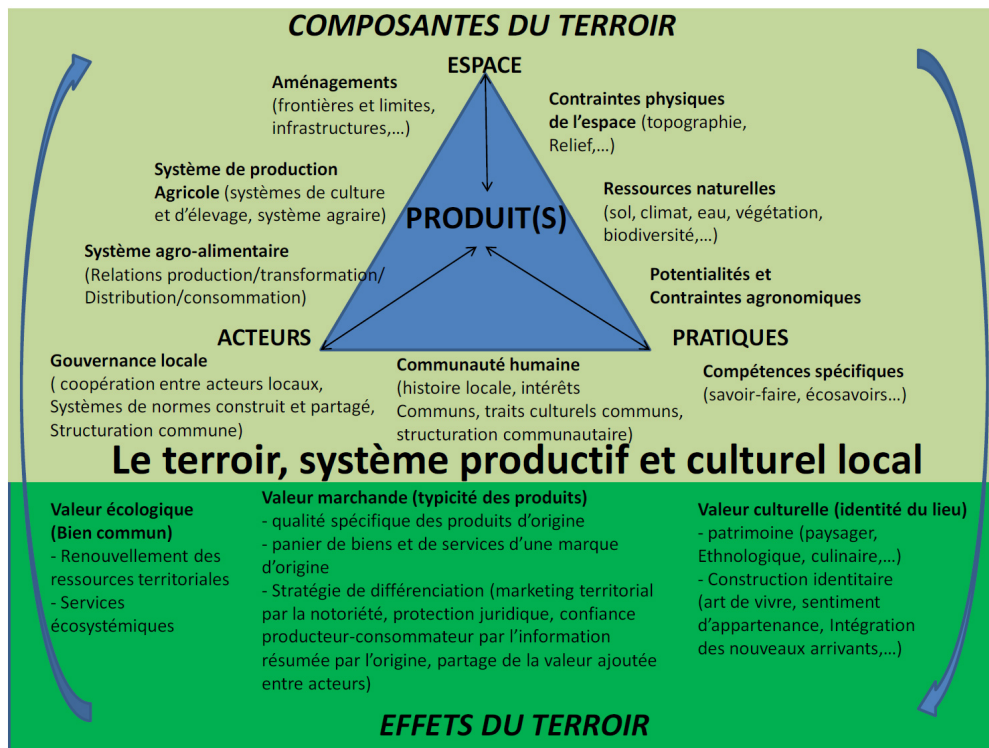 COMPOSANTES DU TERROIR
ESPACE
Aménagements
(frontières et limites,
infrastructures,…)
Contraintes physiques
de l'espace (topographie,
Relief,…)
Système de production
Agricole (systèmes de culture
et d'élevage, système agraire)
Ressources naturelles
(sol, climat, eau, végétation,
biodiversité,…)
PRODUIT(S)
Système agro-alimentaire
(Relations production/transformation/
Distribution/consommation)
Potentialités et
Contraintes agronomiques
ACTEURS
PRATIQUES
Gouvernance locale
( coopération entre acteurs locaux,
Systèmes de normes construit et partagé,
Structuration commune)
Communauté humaine
(histoire locale, intérêts
Communs, traits culturels communs,
structuration communautaire)
Compétences spécifiques
(savoir-faire, écosavoirs…)
Le terroir, système productif et culturel local
Valeur écologique
(Bien commun)
- Renouvellement des
ressources territoriales
- Services
écosystémiques
Valeur marchande (typicité des produits)
- qualité spécifique des produits d'origine
- panier de biens et de services d'une marque
d'origine
- Stratégie de différenciation (marketing territorial
par la notoriété, protection juridique, confiance
producteur-consommateur par l'information
résumée par l'origine, partage de la valeur ajoutée
entre acteurs)
Valeur culturelle (identité du lieu)
- patrimoine (paysager,
Ethnologique, culinaire,…)
- Construction identitaire
(art de vivre, sentiment
d'appartenance, Intégration
des nouveaux arrivants,…)
EFFETS DU TERROIR